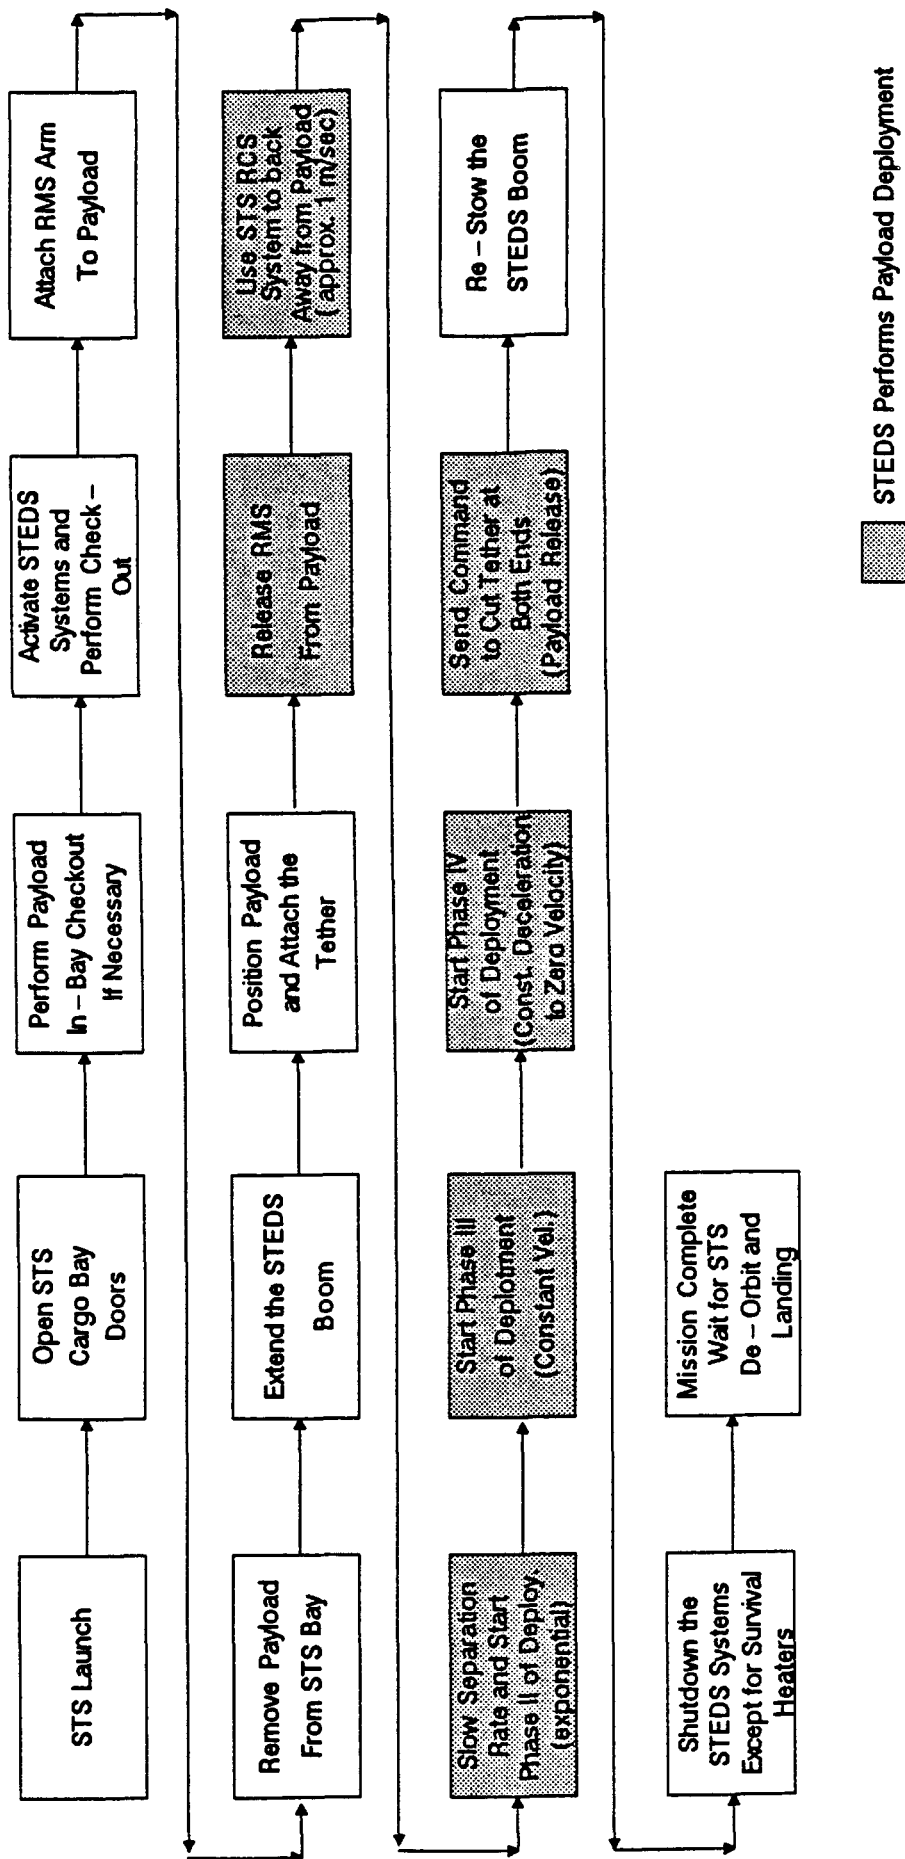 STS Launch
Open STS
Cargo Bay
Doors
Perform Payload
In – Bay Checkout
If Necessary
Activate STEDS
Systems and
Perform Check –
Out
Attach RMS Arm
To Payload
Remove Payload
From STS Bay
Extend the STEDS
Boom
Position Payload
and Attach the
Tether
Release RMS
From Payload
Use STS RCS
System to back
Away from Payload
(approx. 1 m/sec)
Slow Separation
Rate and Start
Phase II of Deploy.
(exponential)
Start Phase III
of Deplotment
(Constant Vel.)
Start Phase IV
of Deployment
(Const. Deceleration
to Zero Velocity)
Send Command
to Cut Tether at
Both Ends
(Payload Release)
Re – Stow the
STEDS Boom
Shutdown the
STEDS Systems
Except for Survival
Heaters
Mission Complete
Wait for STS
De – Orbit and
Landing
STEDS Performs Payload Deployment